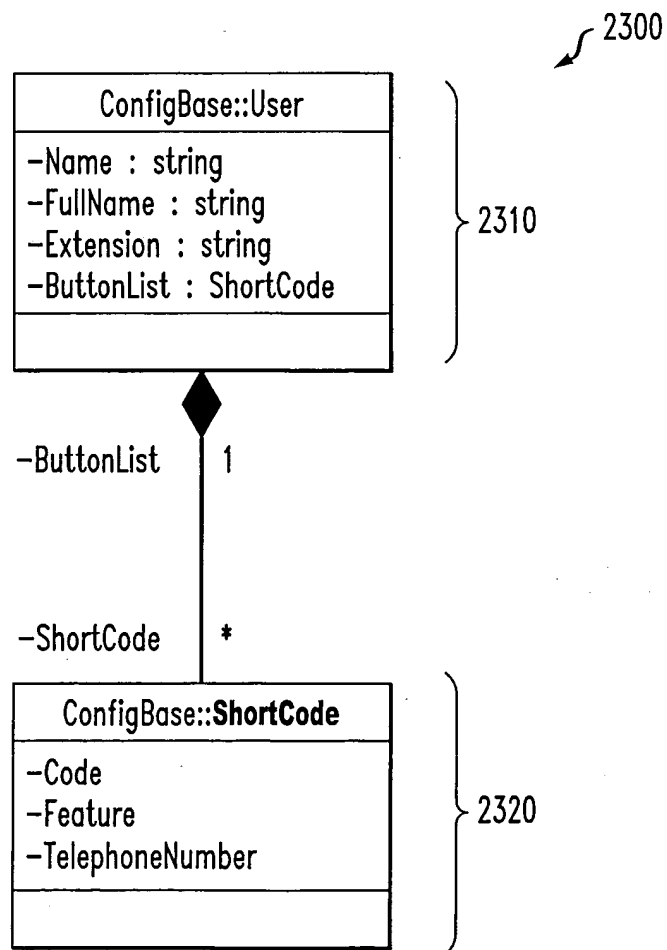 2300
ConfigBase::User
-Name : string
-FullName : string
-Extension : string
-ButtonList : ShortCode
2310
-ButtonList 1
-ShortCode *
ConfigBase::ShortCode
-Code
-Feature
-TelephoneNumber
2320